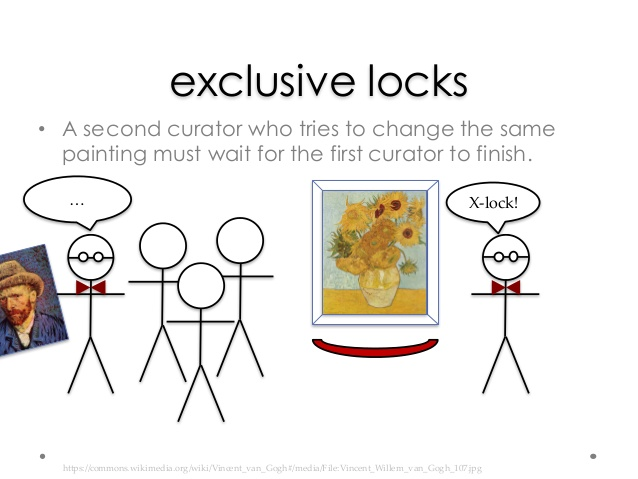 exclusive locks
• A second curator who tries to change the same
painting must wait for the first curator to finish.
...
X-lock!
https://commons.wikimedia.org/wiki/Vincent_van_Gogh#/media/File:Vincent_Willem_van_Gogh_107.jpg